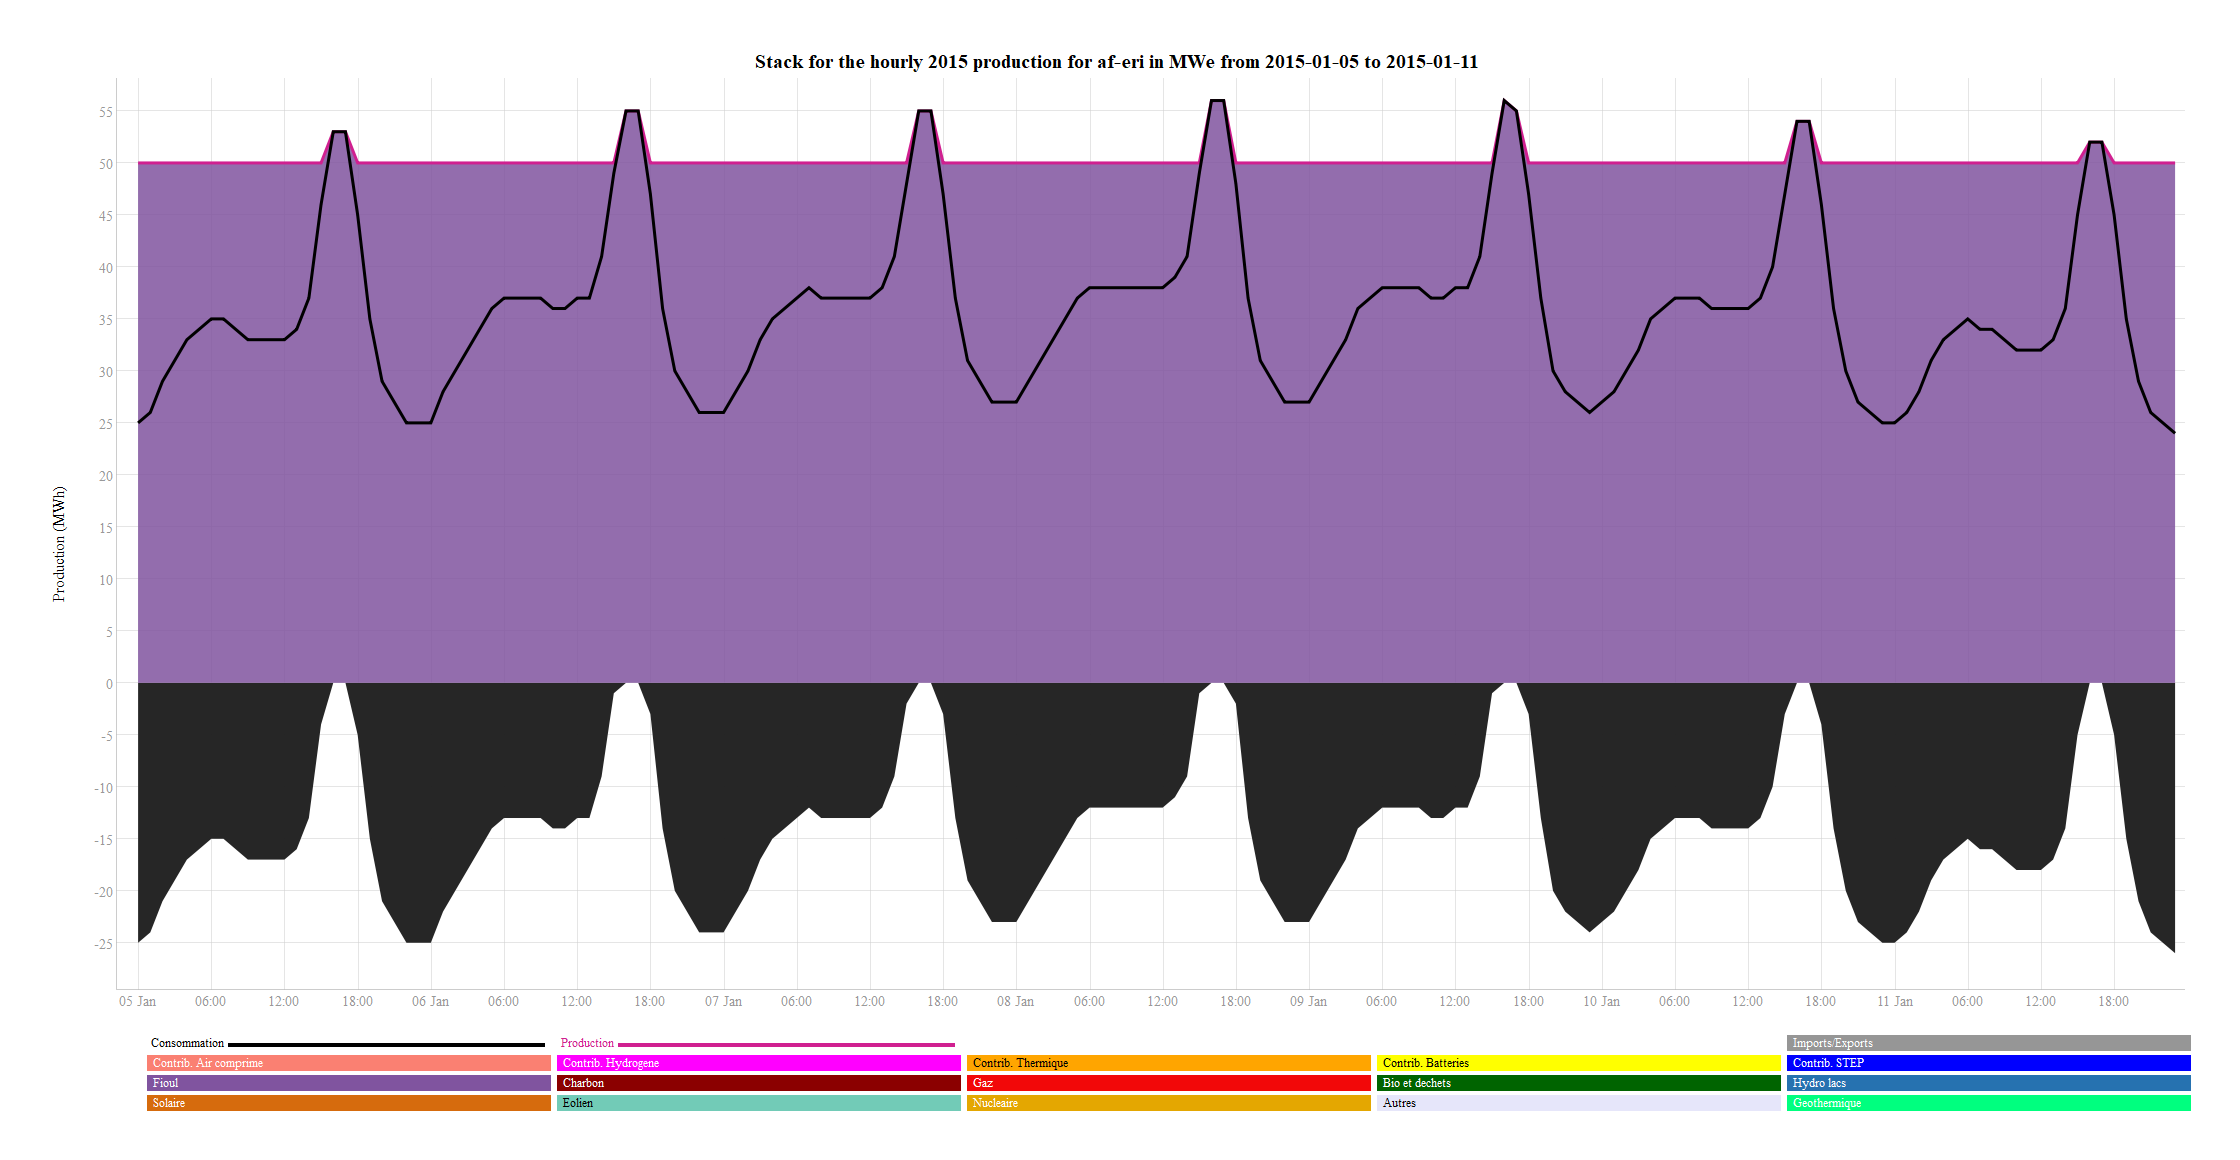 Stack for the hourly 2015 production for af-eri in MWe from 2015-01-05 to 2015-01-11
Production (MWh)
55
50
45
40
35
30
25
20
15
10
5
0
-5
-10
-15
-20
-25
05 Jan 06:00 12:00 18:00 06 Jan 06:00 12:00 18:00 07 Jan 06:00 12:00 18:00 08 Jan 06:00 12:00 18:00 09 Jan 06:00 12:00 18:00 10 Jan 06:00 12:00 18:00 11 Jan 06:00 12:00 18:00
Consommation Production Imports/Exports
Contrib. Air comprime Contrib. Hydrogene Contrib. Thermique Contrib. Batteries Contrib. STEP
Fioul Charbon Gaz Bio et dechets Hydro lacs
Solaire Eolien Nucleaire Autres Geothermique